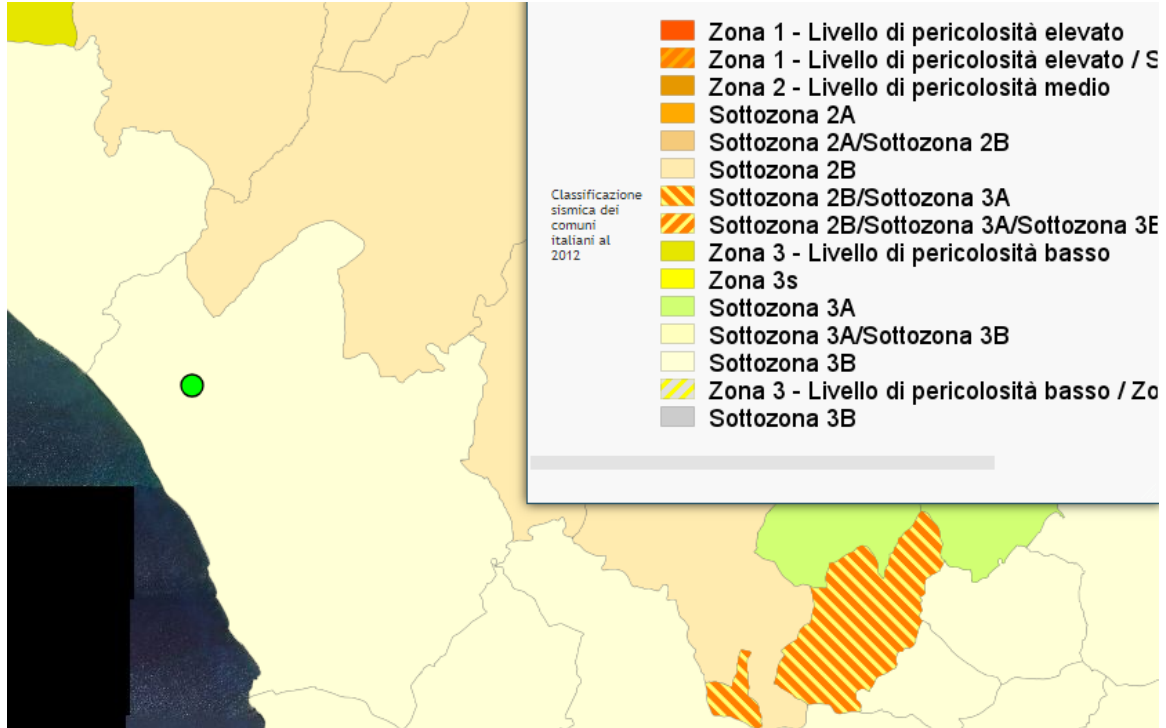 Zona 1 - Livello di pericolosità elevato
Zona 1 - Livello di pericolosità elevato / S
Zona 2 - Livello di pericolosità medio
Sottozona 2A
Sottozona 2A/Sottozona 2B
Sottozona 2B
Classificazione
sismica dei
comuni
italiani al
2012
Sottozona 2B/Sottozona 3A
Sottozona 2B/Sottozona 3A/Sottozona 3B
Zona 3 - Livello di pericolosità basso
Zona 3s
Sottozona 3A
Sottozona 3A/Sottozona 3B
Sottozona 3B
Zona 3 - Livello di pericolosità basso / Zo
Sottozona 3B